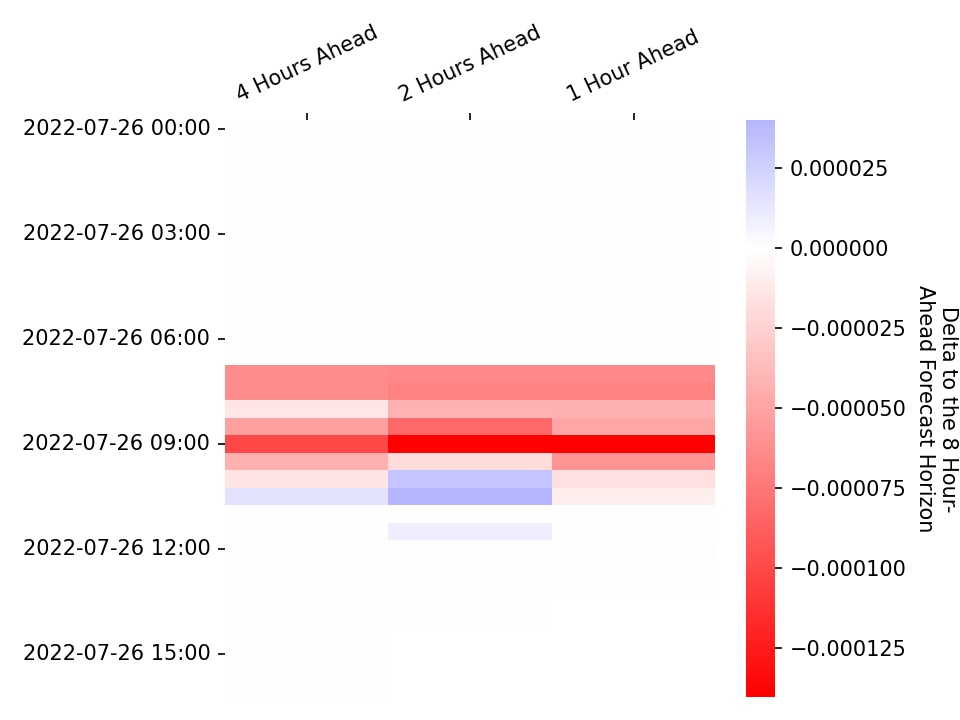 4 Hours Ahead
2 Hours Ahead
1 Hour Ahead
2022-07-26 00:00
2022-07-26 03:00
2022-07-26 06:00
2022-07-26 09:00
2022-07-26 12:00
2022-07-26 15:00
0.000025
0.000000
−0.000025
−0.000050
−0.000075
−0.000100
−0.000125
Delta to the 8 Hour-
Ahead Forecast Horizon